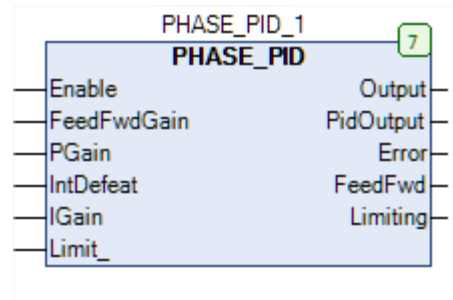 PHASE_PID_1
7
PHASE_PID
Enable Output
FeedFwdGain PidOutput
PGain Error
IntDefeat FeedFwd
IGain Limiting
Limit_